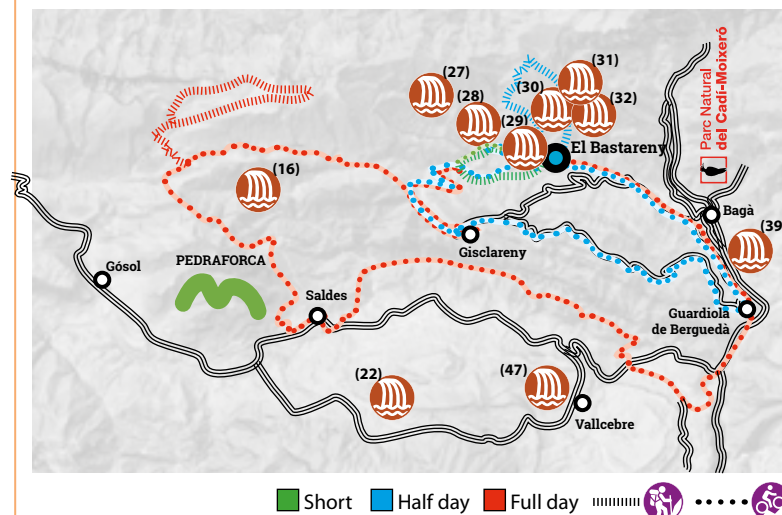 (31)
(27)
(30)
(28)
(32)
(29)
El Bastareny
Parc Natural
del Cadí-Moixeró
(16)
Bagà
(39
Gisclareny
PEDRAFORCA
Gósol
Saldes
Guardiola
de Berguedà
(22)
(47)
Vallcebre
Short
Half day
Full day